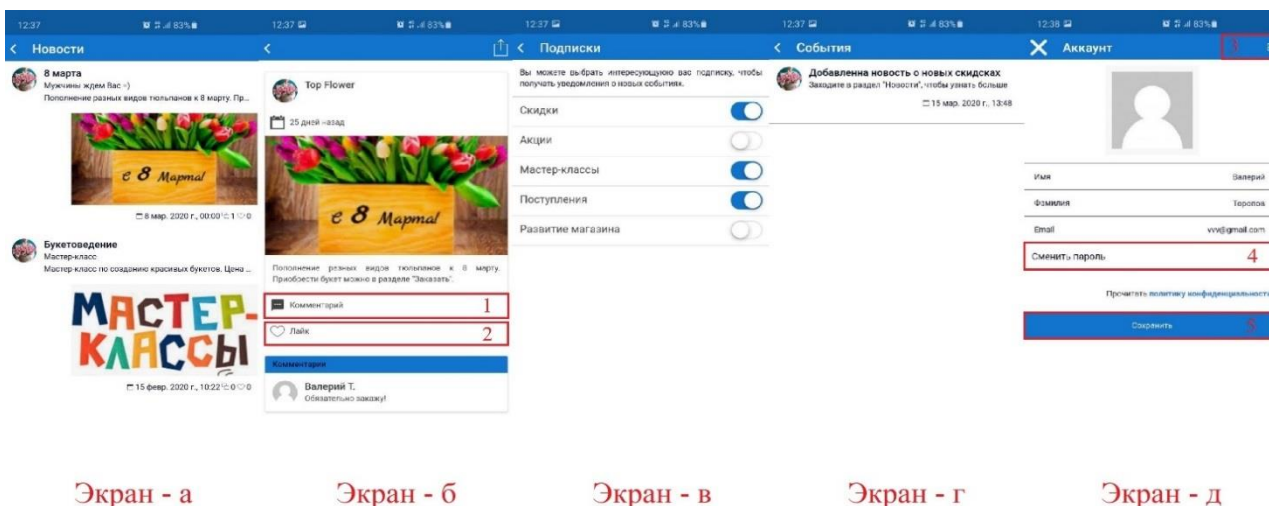 12:37
83%
Новости
8 марта
Мужчины ждем Вас =)
Пополнение разных видов тюльпанов к 8 марту. Пр...
с 8 Марта!
8 мар. 2020 г., 00:00 1 0
Букетоведение
Мастер-класс
Мастер-класс по созданию красивых букетов. Цена ...
МАСТЕР-
КЛАССЫ
15 февр. 2020 г., 10:22 0 0
Экран - а
12:37
83%
Top Flower
25 дней назад
с 8 Марта!
Пополнение разных видов тюльпанов к 8 марту.
Приобрести букет можно в разделе "Заказать".
Комментарий 1
Лайк 2
Комментарии
Валерий Т.
Обязательно закажу!
Экран - б
12:37
83%
Подписки
Вы можете выбрать интересующую вас подписку, чтобы
получать уведомления о новых событиях.
Скидки
Акции
Мастер-классы
Поступления
Развитие магазина
Экран - в
12:37
83%
События
Добавленна новость о новых скидсках
Заходите в раздел "Новости", чтобы узнать больше
15 мар. 2020 г., 13:48
Экран - г
12:38
83%
Аккаунт 3
Имя Валерий
Фамилия Торопов
Email vvv@gmail.com
Сменить пароль 4
Прочитать политику конфиденциальности
Сохранить 5
Экран - д